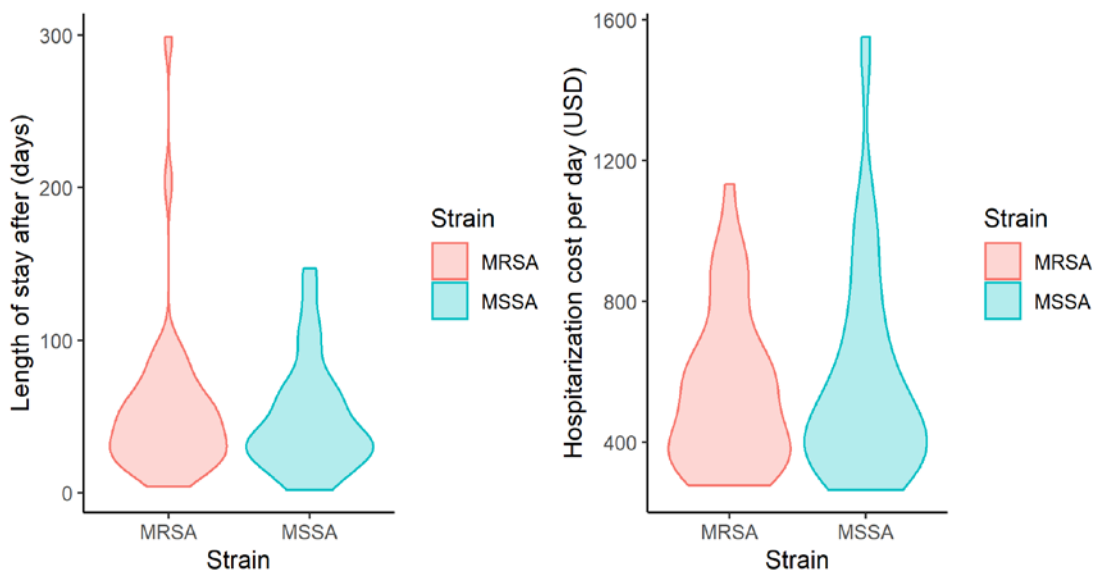 300
200
100
0
Length of stay after (days)
MRSA
MSSA
Strain
Strain
MRSA
MSSA
1600
1200
800
400
Hospitarization cost per day (USD)
MRSA
MSSA
Strain
Strain
MRSA
MSSA